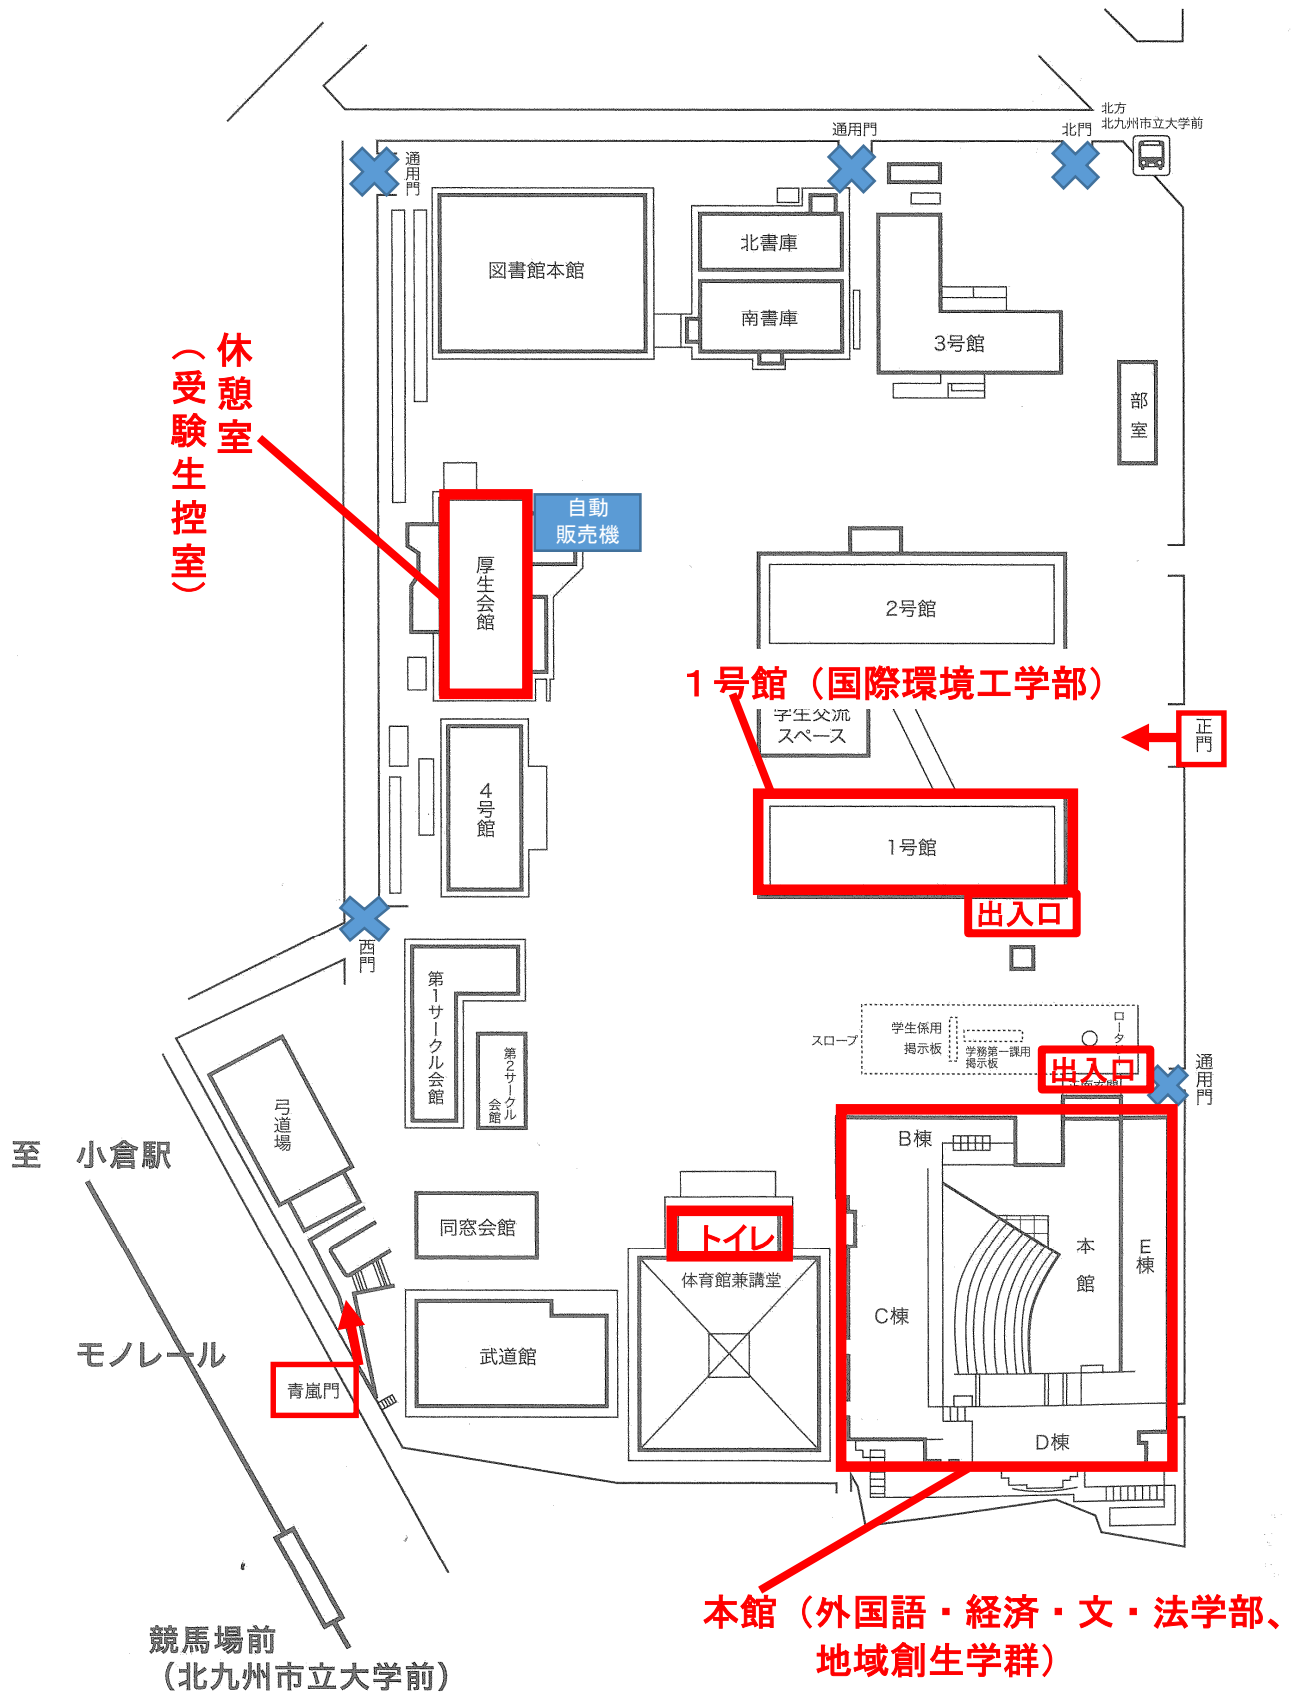 北方
北九州市立大学前
通用門
北門
通用門
北書庫
図書館本館
南書庫
3号館
部室
休憩室
（受験生控室）
自動
販売機
厚生会館
2号館
１号館（国際環境工学部）
学生交流
スペース
正門
4号館
1号館
出入口
西門
第1サークル会館
第2サークル
会館
スロープ
学生係用
掲示板
学務第一課用
掲示板
ロータ
出入口
正面玄関
通用門
弓道場
B棟
至　小倉駅
同窓会館
トイレ
体育館兼講堂
本館
E棟
C棟
モノレール
武道館
青嵐門
D棟
本館（外国語・経済・文・法学部、
地域創生学群）
競馬場前
（北九州市立大学前）